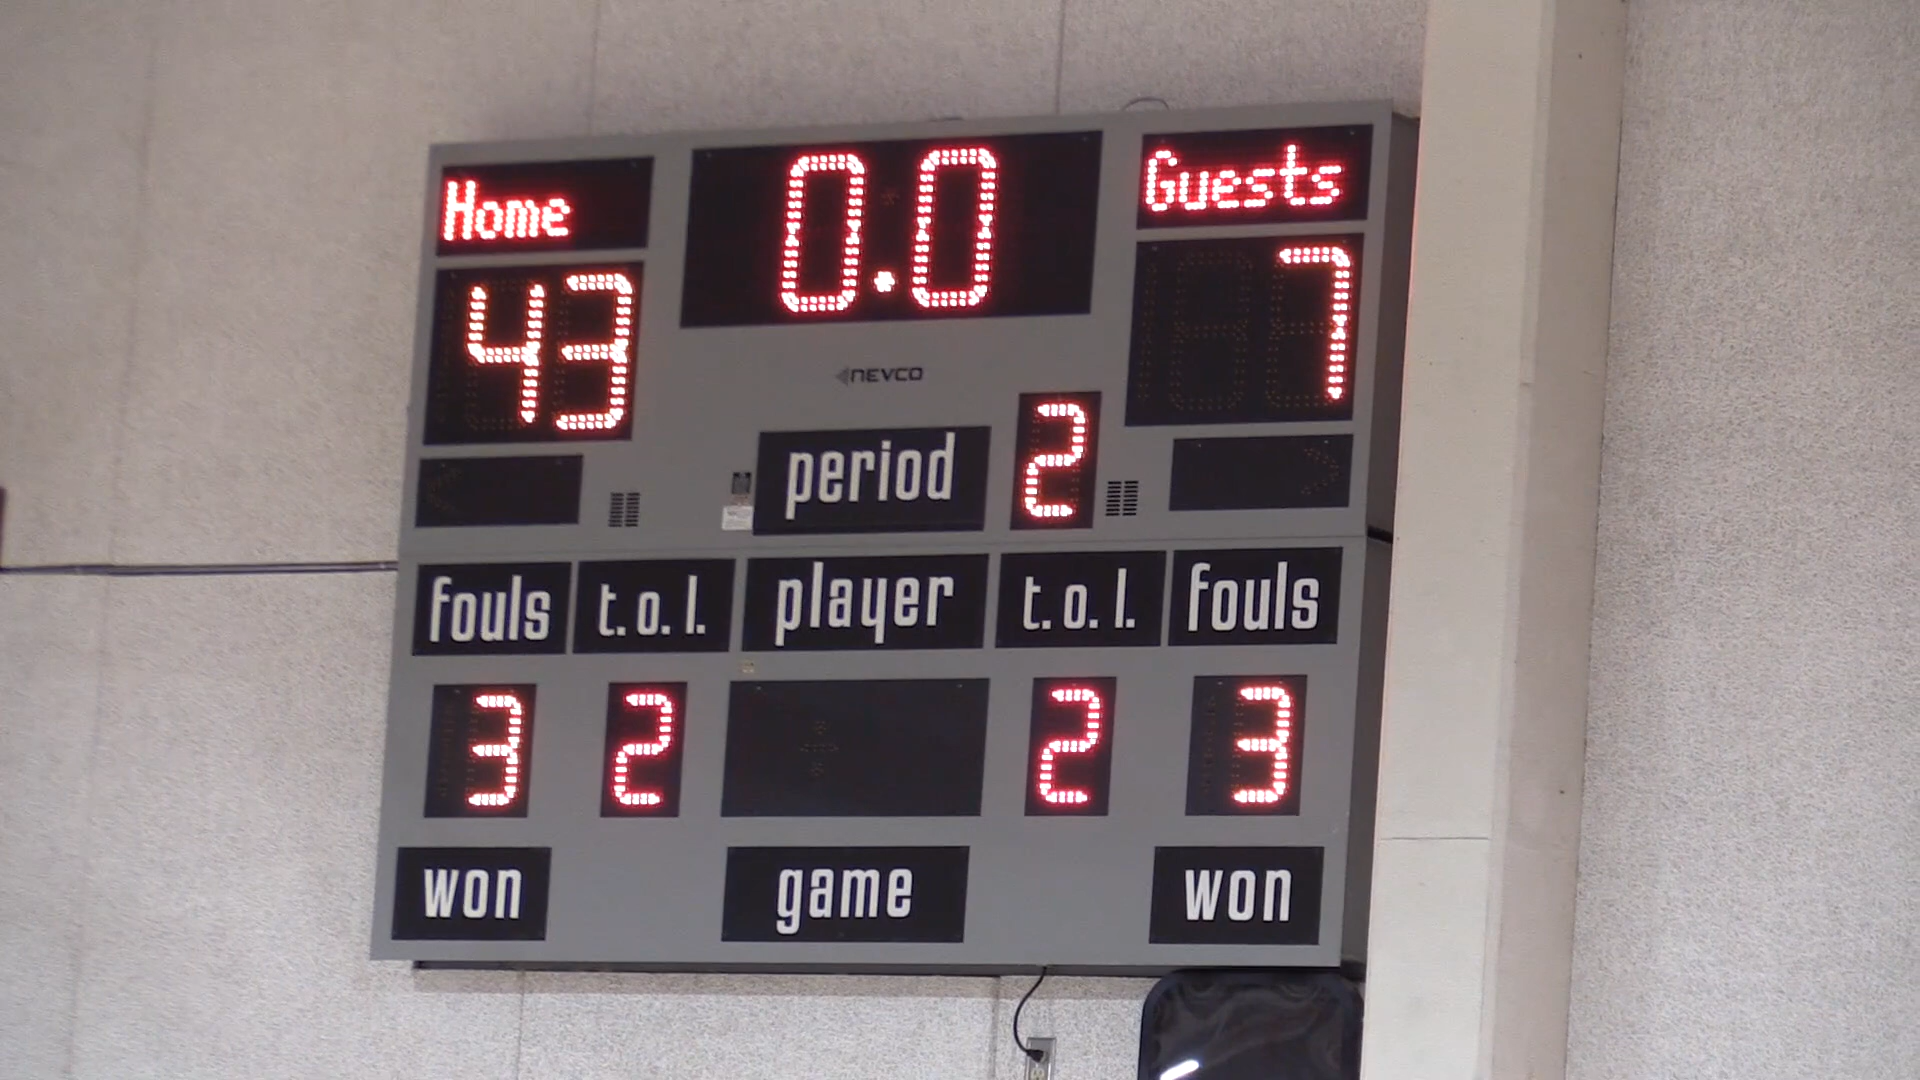 Home 0.0 Guests
43 7
NEVCO
period 2
fouls t.o.l. player t.o.l. fouls
3 2 2 3
won game won